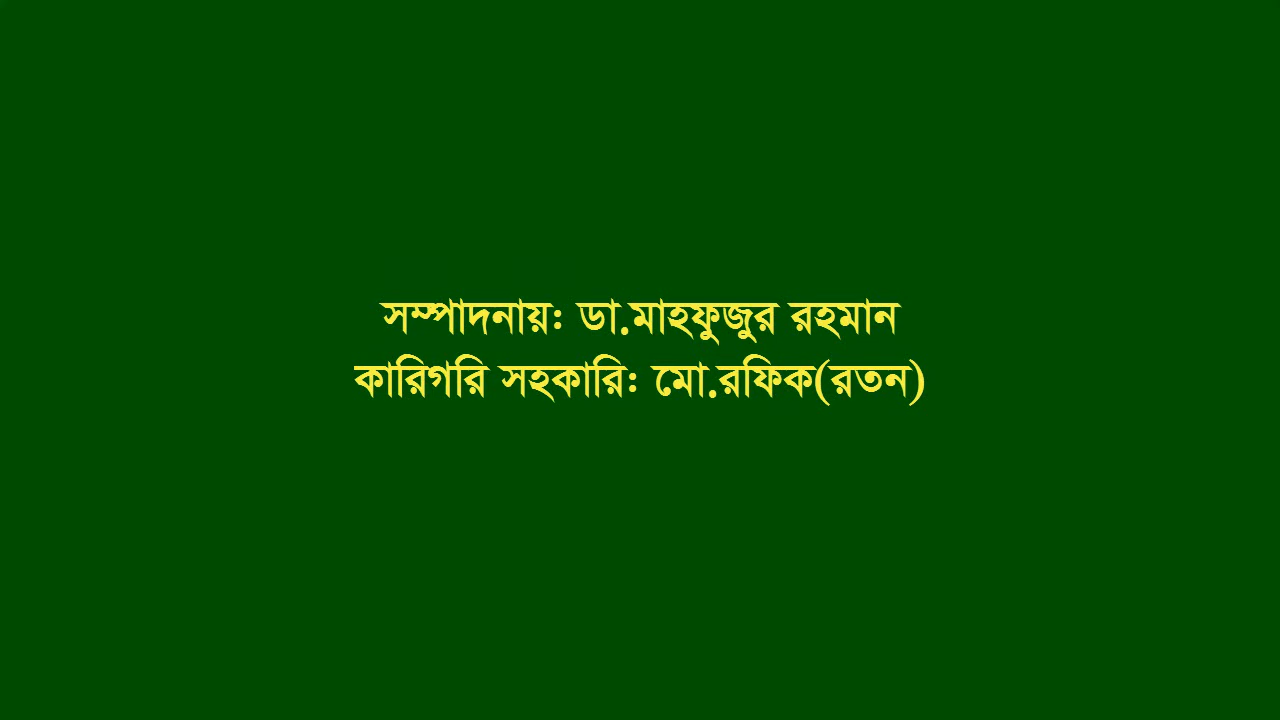 সম্পাদনায়: ডা.মাহফুজুর রহমান
কারিগরি সহকারি: মো.রফিক(রতন)